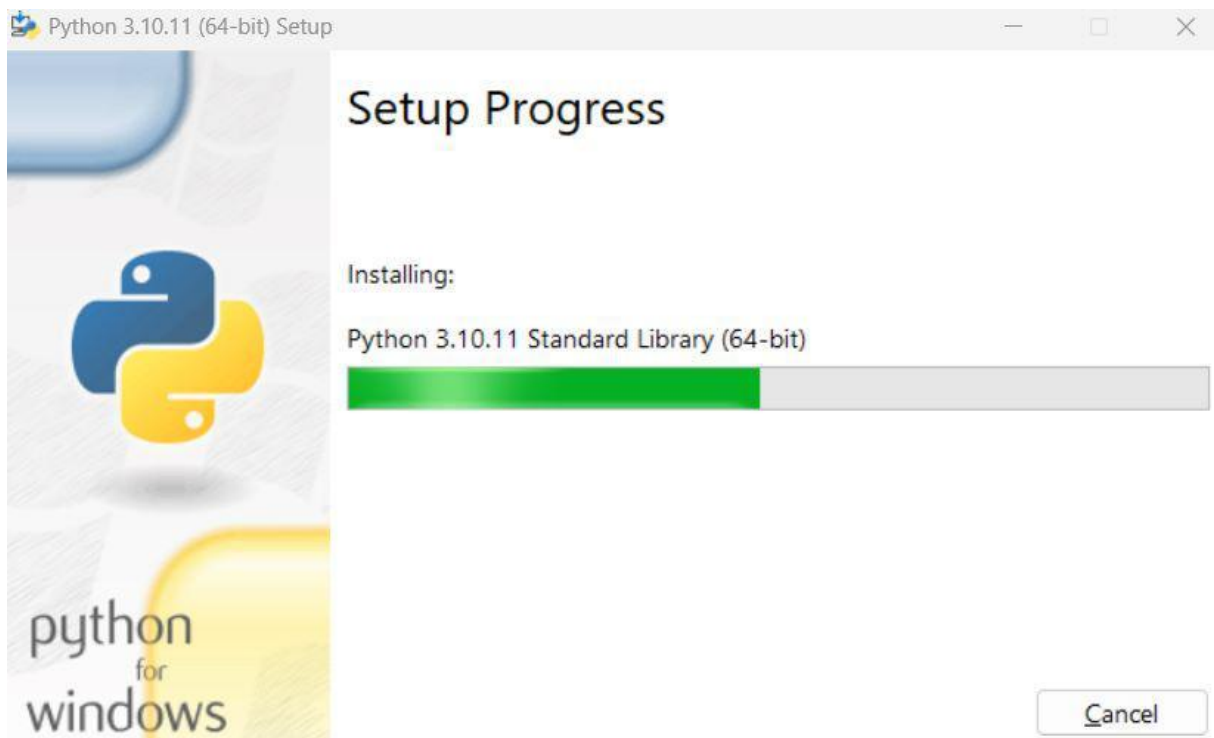 Python 3.10.11 (64-bit) Setup
Setup Progress
Installing:
Python 3.10.11 Standard Library (64-bit)
python
for
windows
Cancel